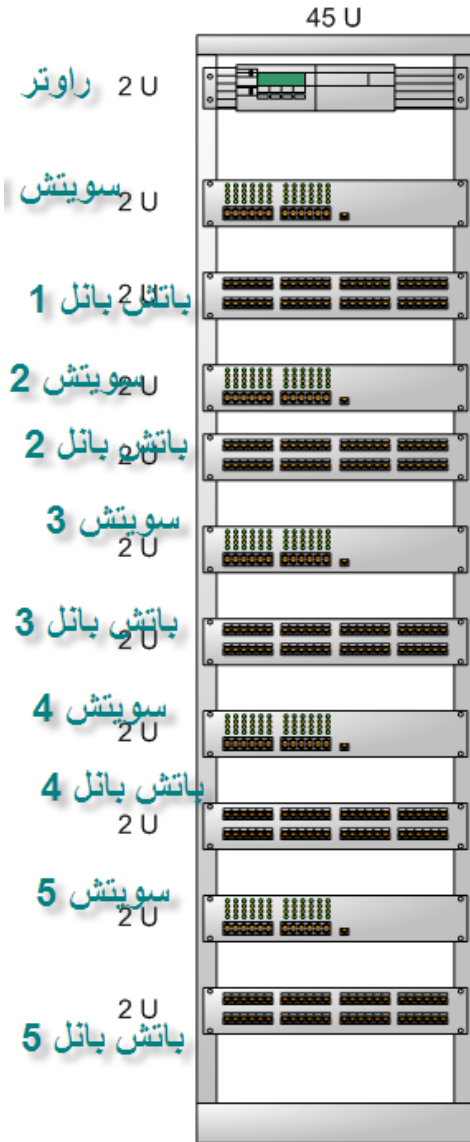 45 U
راوتر 2 U
سويتش
2 U
باتش بانل 1
2 U
سويتش 2
2 U
باتش بانل 2
2 U
سويتش 3
2 U
باتش بانل 3
2 U
سويتش 4
2 U
باتش بانل 4
2 U
سويتش 5
2 U
2 U
باتش بانل 5